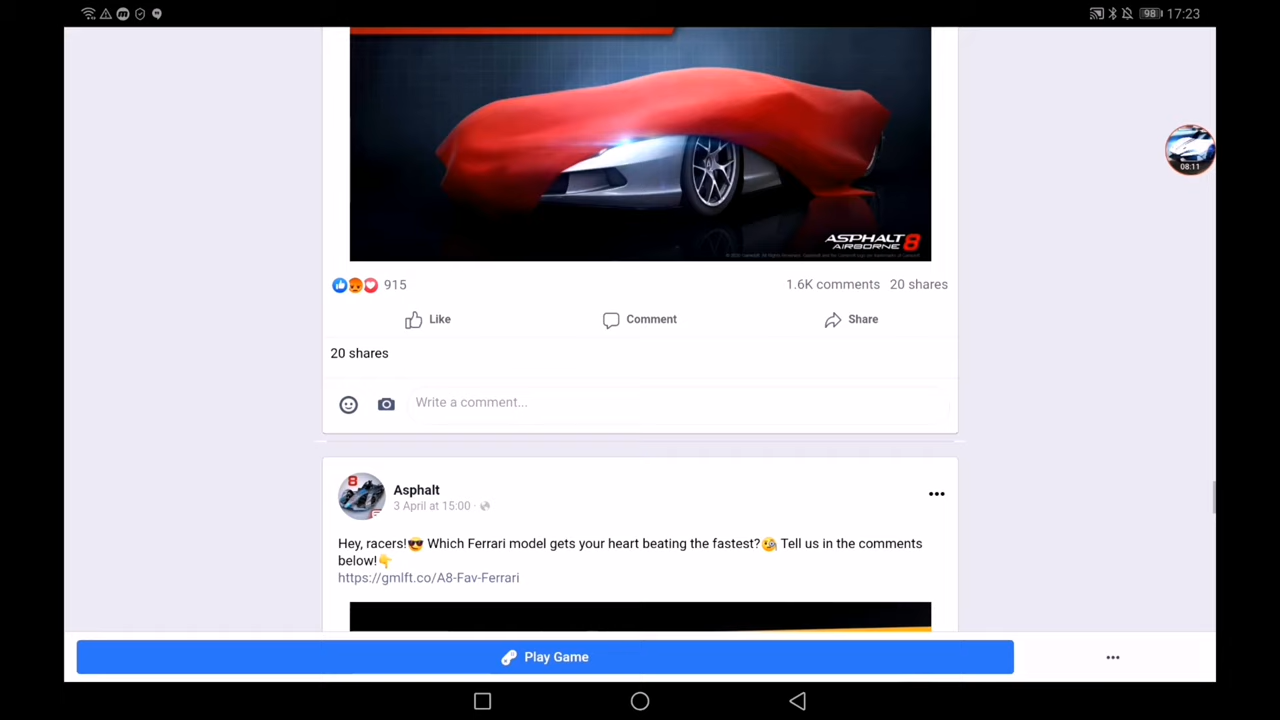 98 17:23
08:11
ASPHALT 8
AIRBORNE
915
1.6K comments 20 shares
Like Comment Share
20 shares
Write a comment...
8
Asphalt
3 April at 15:00 ·
Hey, racers!😎 Which Ferrari model gets your heart beating the fastest?🧐 Tell us in the comments
below!👇
https://gmlft.co/A8-Fav-Ferrari
Play Game